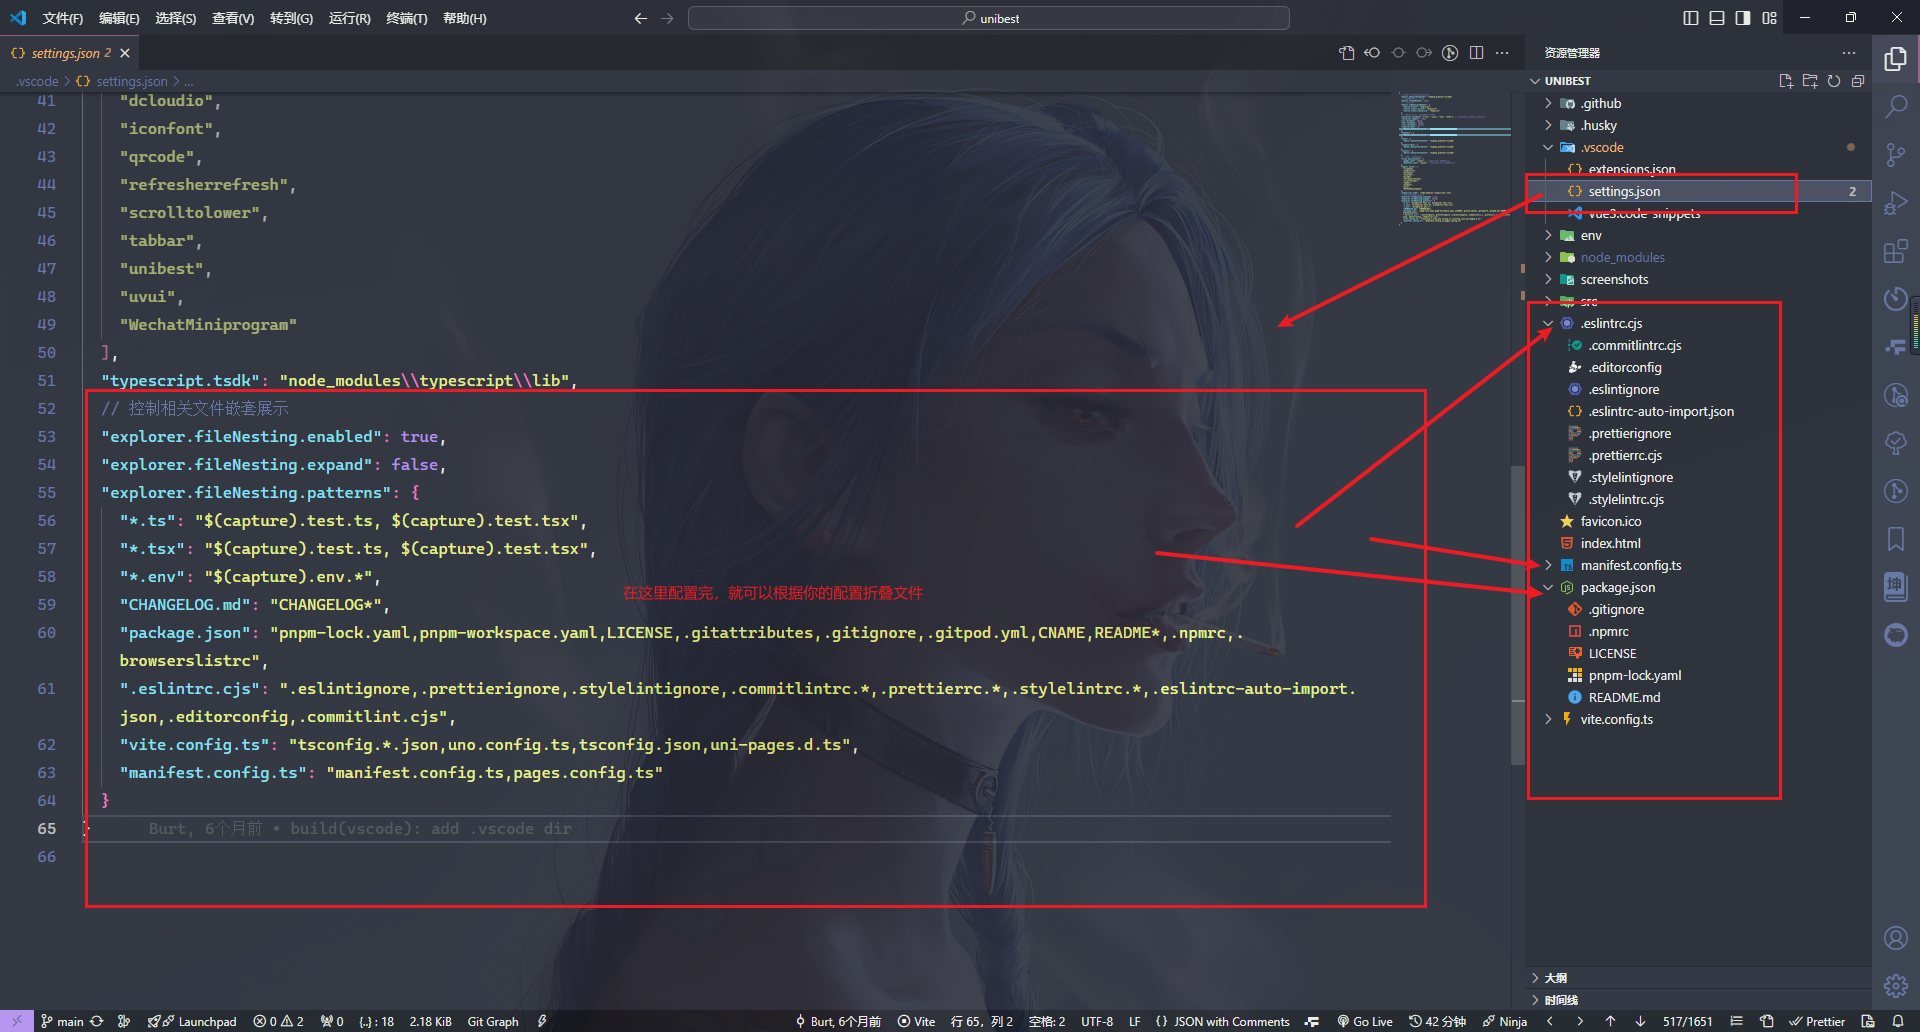 文件(F) 编辑(E) 选择(S) 查看(V) 转到(G) 运行(R) 终端(T) 帮助(H)
unibest
{} settings.json 2
.vscode > {} settings.json > ...
41 "dcloudio",
42 "iconfont",
43 "qrcode",
44 "refresherrefresh",
45 "scrolltolower",
46 "tabbar",
47 "unibest",
48 "uvui",
49 "WechatMiniprogram"
50 ],
51 "typescript.tsdk": "node_modules\\typescript\\lib",
52 // 控制相关文件嵌套展示
53 "explorer.fileNesting.enabled": true,
54 "explorer.fileNesting.expand": false,
55 "explorer.fileNesting.patterns": {
56 "*.ts": "$(capture).test.ts, $(capture).test.tsx",
57 "*.tsx": "$(capture).test.ts, $(capture).test.tsx",
58 "*.env": "$(capture).env.*",
在这里配置完，就可以根据你的配置折叠文件
59 "CHANGELOG.md": "CHANGELOG*",
60 "package.json": "pnpm-lock.yaml,pnpm-workspace.yaml,LICENSE,.gitattributes,.gitignore,.gitpod.yml,CNAME,README*,.npmrc,.
browserslistrc",
61 ".eslintrc.cjs": ".eslintignore,.prettierignore,.stylelintignore,.commitlintrc.*,.prettierrc.*,.stylelintrc.*,.eslintrc-auto-import.
json,.editorconfig,.commitlint.cjs",
62 "vite.config.ts": "tsconfig.*.json,uno.config.ts,tsconfig.json,uni-pages.d.ts",
63 "manifest.config.ts": "manifest.config.ts,pages.config.ts"
64 }
65 } Burt, 6个月前 • build(vscode): add .vscode dir
66
资源管理器
UNIBEST
.github
.husky
.vscode
{} extensions.json
{} settings.json 2
vue3.code-snippets
env
node_modules
screenshots
src
.eslintrc.cjs
.commitlintrc.cjs
.editorconfig
.eslintignore
{} .eslintrc-auto-import.json
.prettierignore
.prettierrc.cjs
.stylelintignore
.stylelintrc.cjs
favicon.ico
index.html
manifest.config.ts
package.json
.gitignore
.npmrc
LICENSE
pnpm-lock.yaml
README.md
vite.config.ts
大纲
时间线
坤
main Launchpad 0 2 0 {..} : 18 2.18 KiB Git Graph Burt, 6个月前 Vite 行 65，列 2 空格: 2 UTF-8 LF {} JSON with Comments Go Live 42 分钟 Ninja 517/1651 Prettier